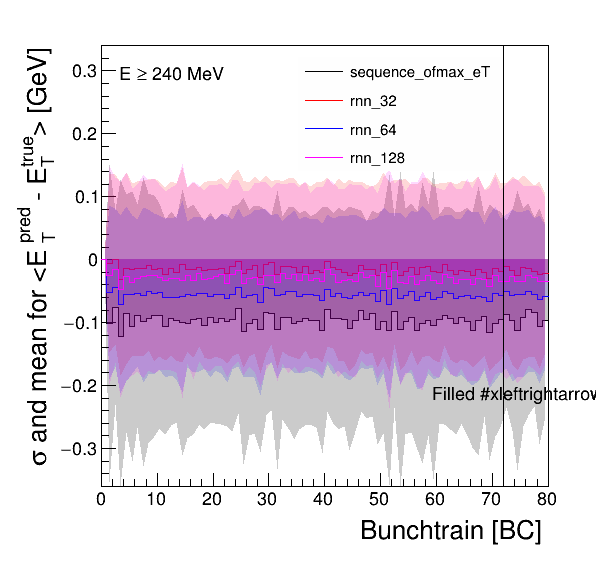 E ≥ 240 MeV
sequence_ofmax_eT
rnn_32
rnn_64
rnn_128
σ and mean for <E_T^pred - E_T^true> [GeV]
0.3
0.2
0.1
0
−0.1
−0.2
−0.3
Filled #xleftrightarrow
0 10 20 30 40 50 60 70 80
Bunchtrain [BC]